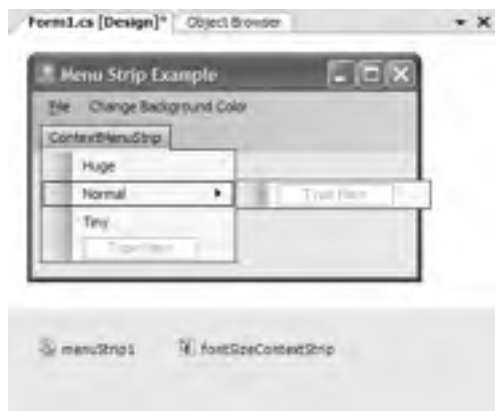 Form1.cs [Design]* Object Browser
Menu Strip Example
File Change Background Color
ContextMenuStrip
Huge
Normal
Type Here
Tiny
Type Here
menuStrip1 fontSizeContextStrip